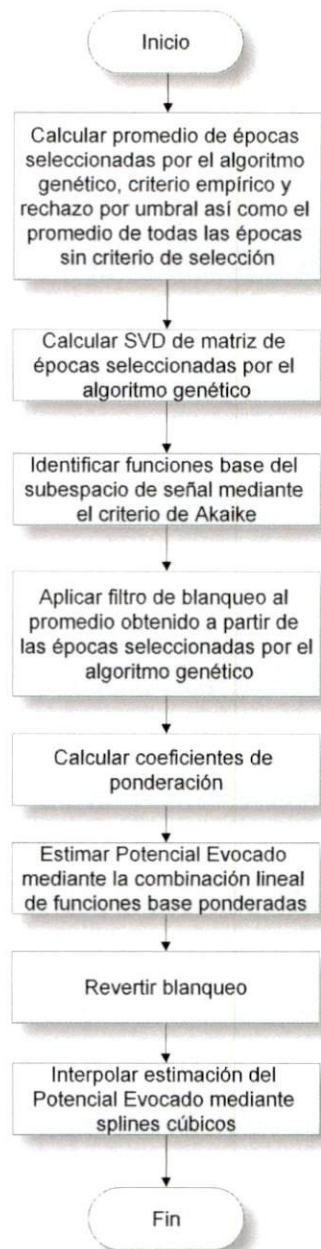 Inicio
Calcular promedio de épocas
seleccionadas por el algoritmo
genético, criterio empírico y
rechazo por umbral así como el
promedio de todas las épocas
sin criterio de selección
Calcular SVD de matriz de
épocas seleccionadas por el
algoritmo genético
Identificar funciones base del
subespacio de señal mediante
el criterio de Akaike
Aplicar filtro de blanqueo al
promedio obtenido a partir de
las épocas seleccionadas por el
algoritmo genético
Calcular coeficientes de
ponderación
Estimar Potencial Evocado
mediante la combinación lineal
de funciones base ponderadas
Revertir blanqueo
Interpolar estimación del
Potencial Evocado mediante
splines cúbicos
Fin